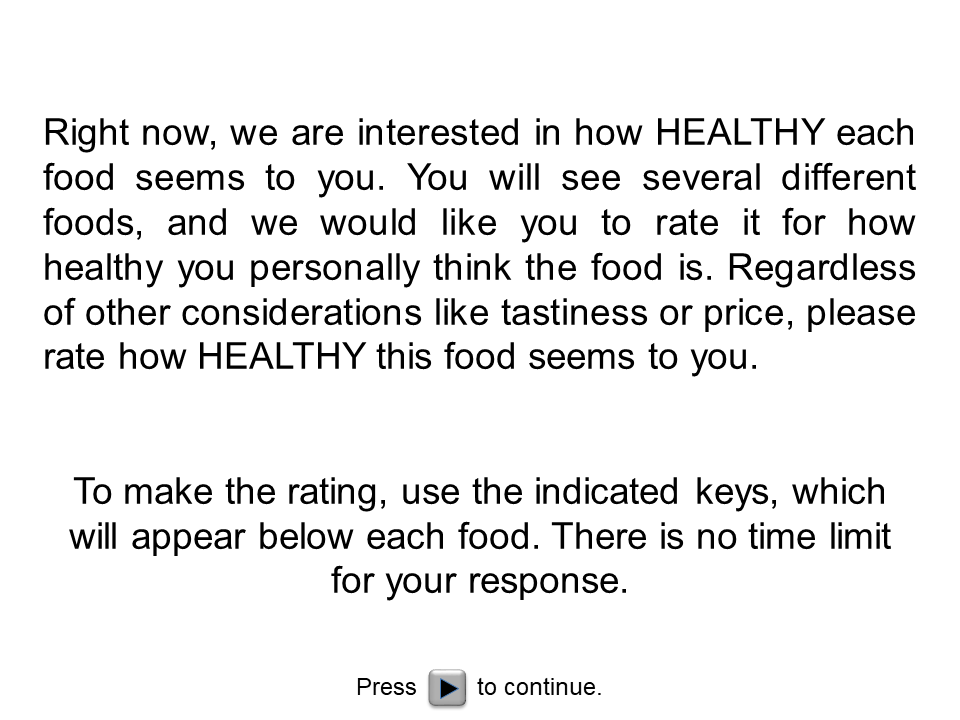 Right now, we are interested in how HEALTHY each
food seems to you. You will see several different
foods, and we would like you to rate it for how
healthy you personally think the food is. Regardless
of other considerations like tastiness or price, please
rate how HEALTHY this food seems to you.
To make the rating, use the indicated keys, which
will appear below each food. There is no time limit
for your response.
Press to continue.